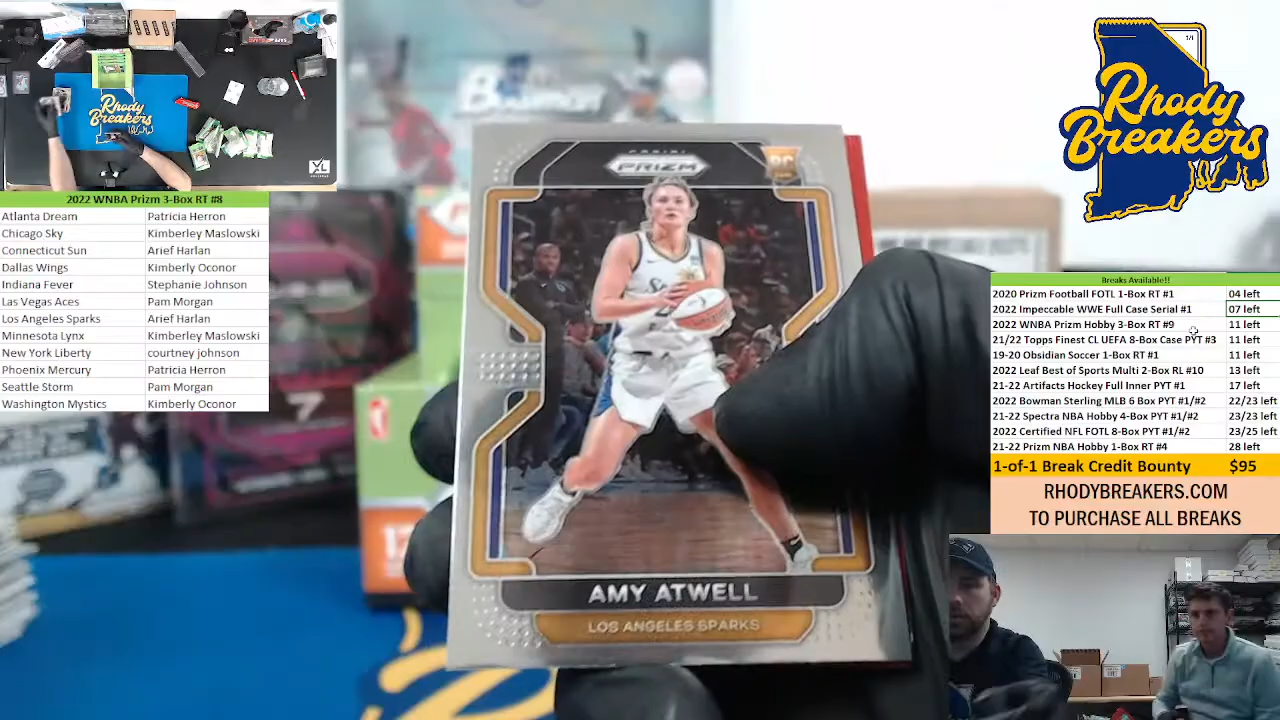 Rhody
Breakers
2022 WNBA Prizm 3-Box RT #8
Atlanta Dream Patricia Herron
Chicago Sky Kimberley Maslowski
Connecticut Sun Arief Harlan
Dallas Wings Kimberly Oconor
Indiana Fever Stephanie Johnson
Las Vegas Aces Pam Morgan
Los Angeles Sparks Arief Harlan
Minnesota Lynx Kimberley Maslowski
New York Liberty courtney johnson
Phoenix Mercury Patricia Herron
Seattle Storm Pam Morgan
Washington Mystics Kimberly Oconor
Bowman
PANINI
PRIZM
RC
AMY ATWELL
LOS ANGELES SPARKS
1/1
Rhody
Breakers
Breaks Available!!
2020 Prizm Football FOTL 1-Box RT #1 04 left
2022 Impeccable WWE Full Case Serial #1 07 left
2022 WNBA Prizm Hobby 3-Box RT #9 11 left
21/22 Topps Finest CL UEFA 8-Box Case PYT #3 11 left
19-20 Obsidian Soccer 1-Box RT #1 11 left
2022 Leaf Best of Sports Multi 2-Box RL #10 13 left
21-22 Artifacts Hockey Full Inner PYT #1 17 left
2022 Bowman Sterling MLB 6 Box PYT #1/#2 22/23 left
21-22 Spectra NBA Hobby 4-Box PYT #1/#2 23/23 left
2022 Certified NFL FOTL 8-Box PYT #1/#2 23/25 left
21-22 Prizm NBA Hobby 1-Box RT #4 28 left
1-of-1 Break Credit Bounty $95
RHODYBREAKERS.COM
TO PURCHASE ALL BREAKS